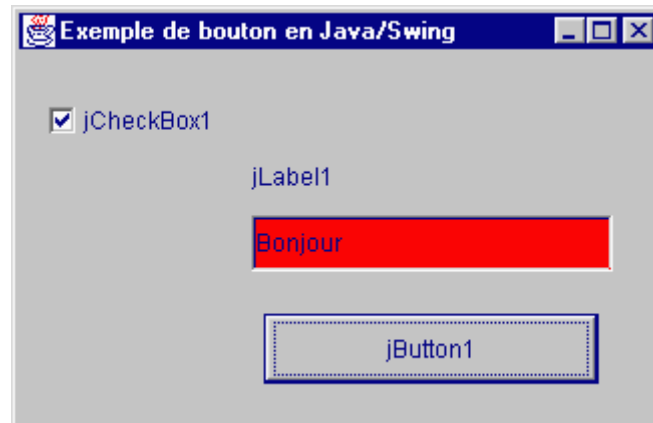 Exemple de bouton en Java/Swing
jCheckBox1
jLabel1
Bonjour
jButton1